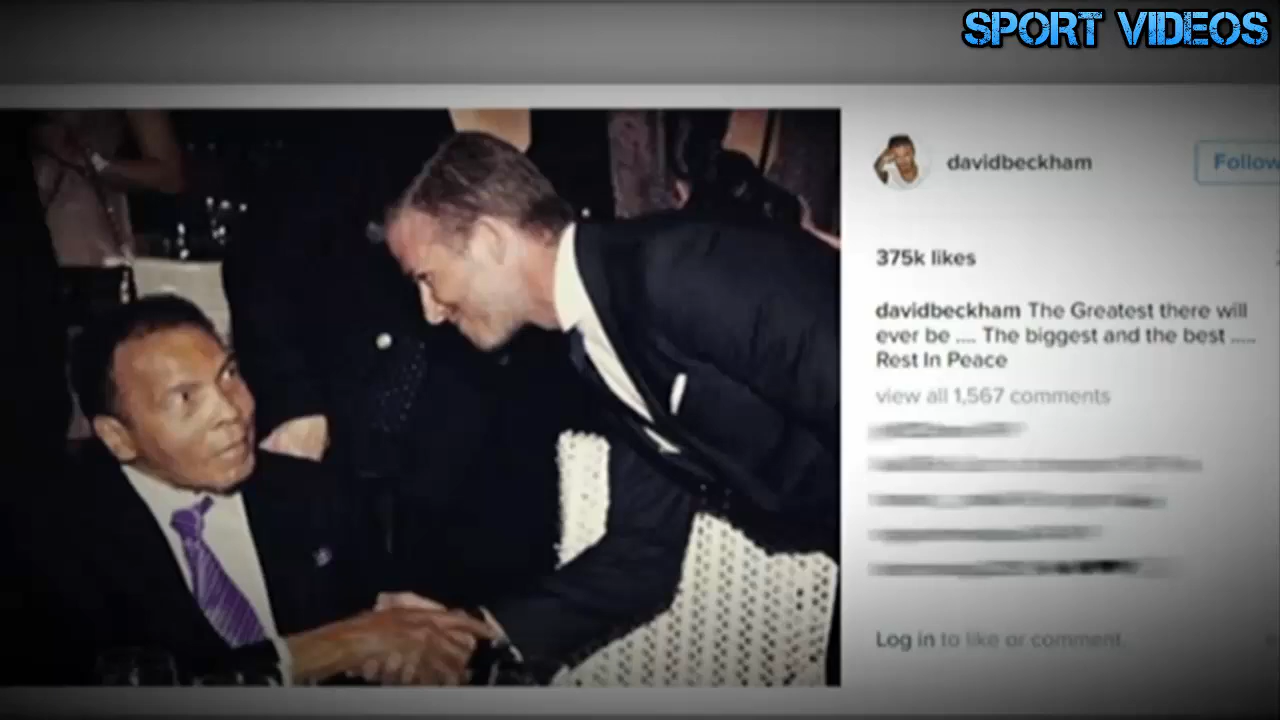 SPORT VIDEOS
davidbeckham
Follow
375k likes
davidbeckham The Greatest there will
ever be .... The biggest and the best .....
Rest In Peace
view all 1,567 comments
Log in to like or comment.